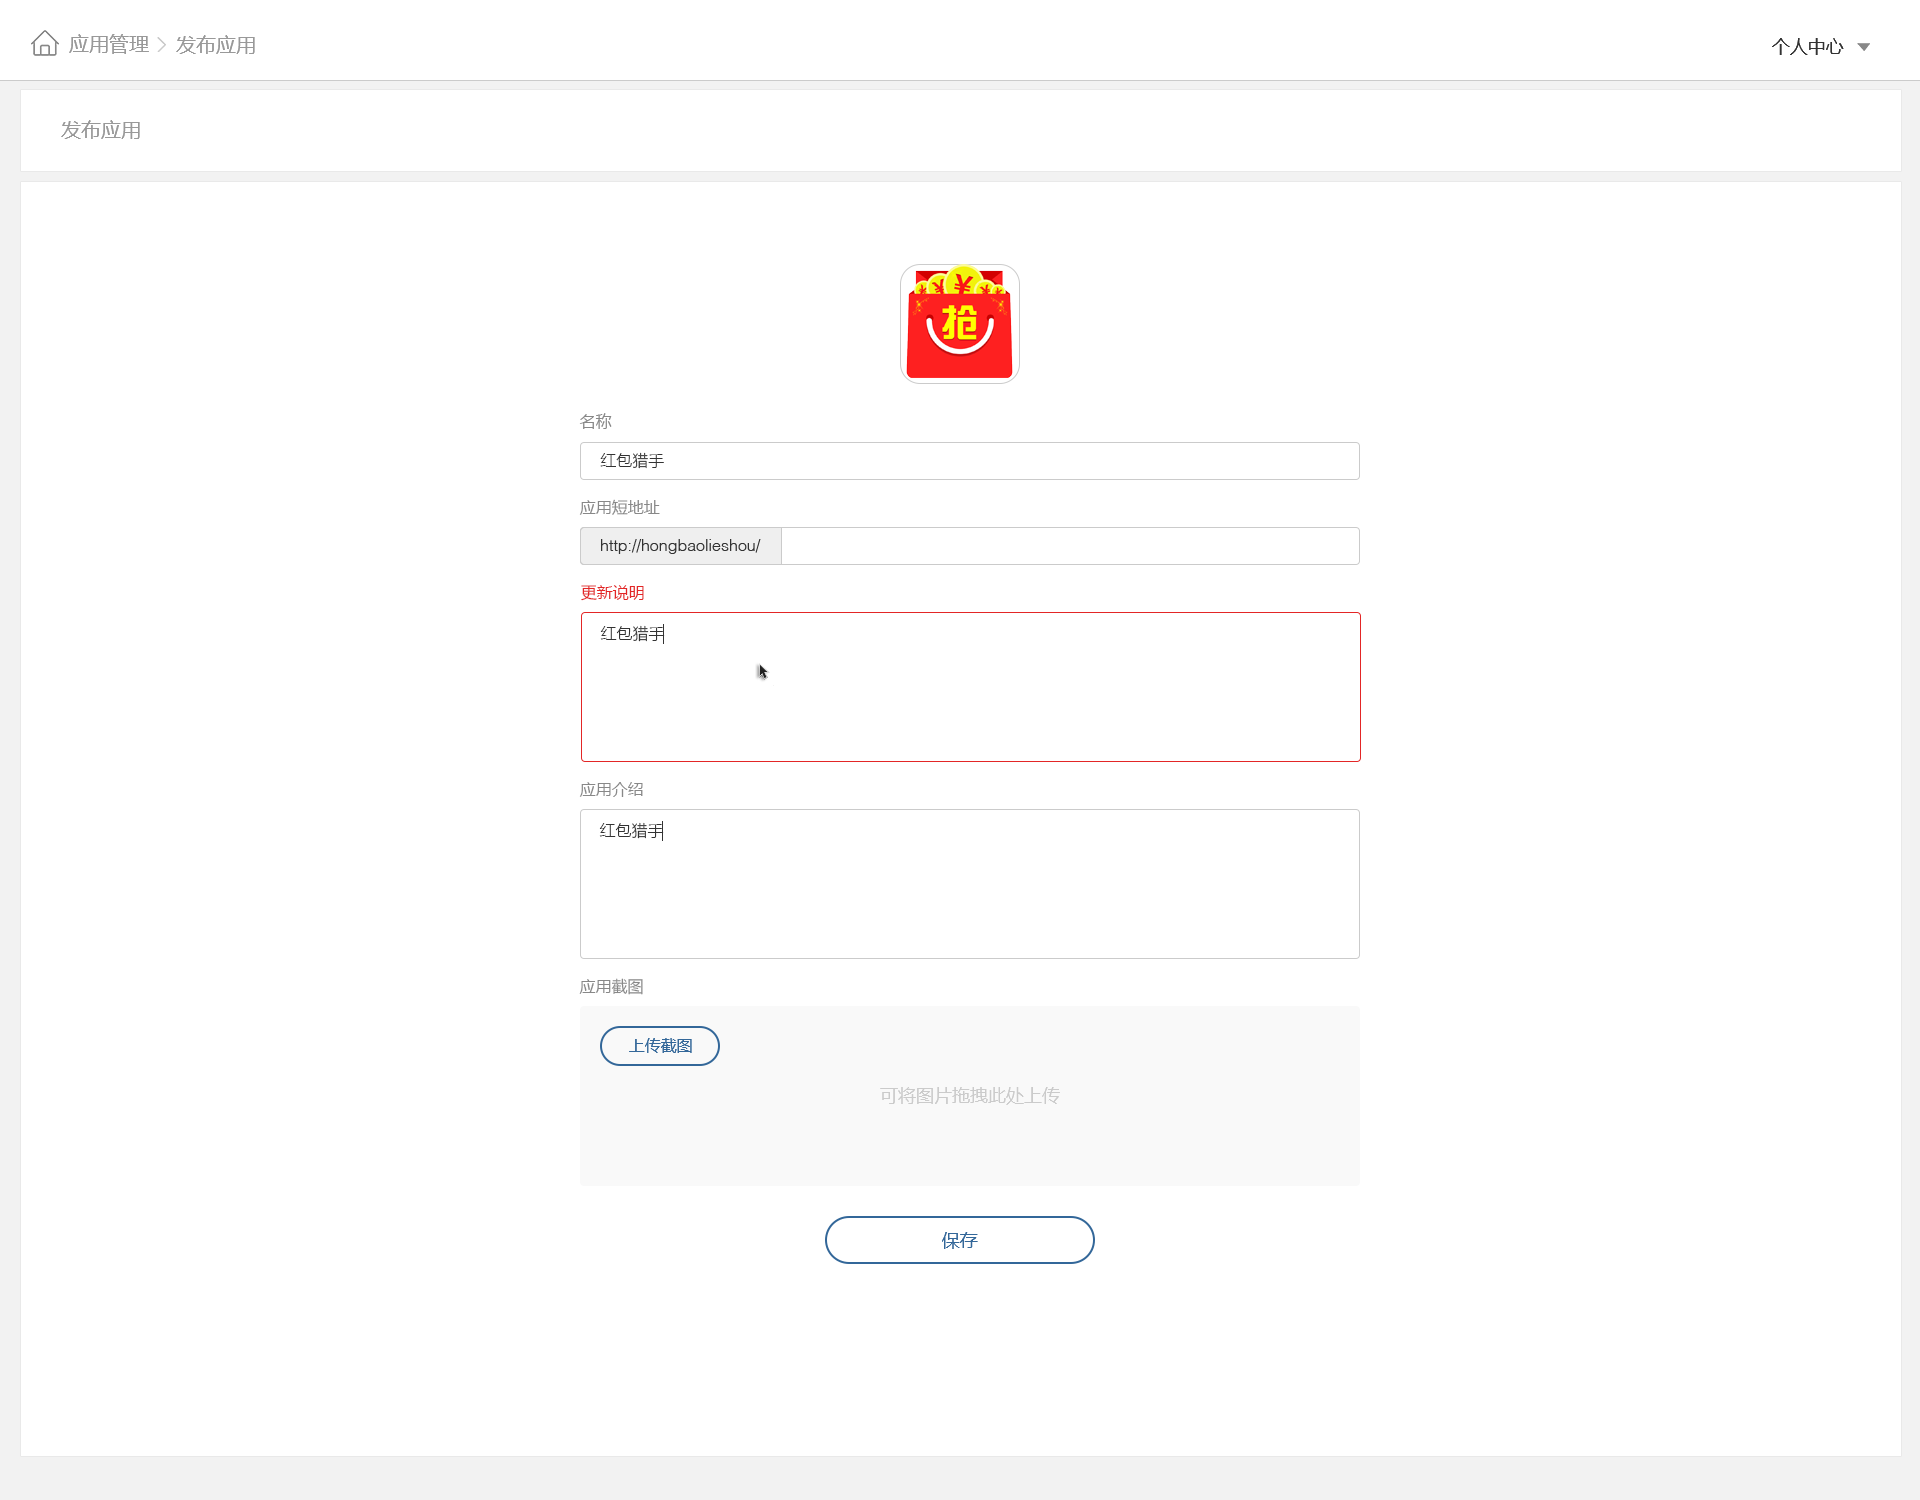 应用管理 > 发布应用
个人中心
发布应用
¥ ¥ ¥ ¥ ¥
抢
名称
红包猎手
应用短地址
http://hongbaolieshou/
更新说明
红包猎手
应用介绍
红包猎手
应用截图
上传截图
可将图片拖拽此处上传
保存